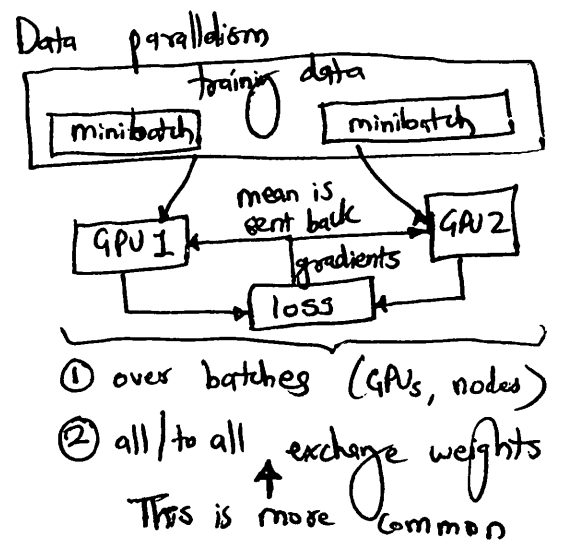 Data paralldism
training data
minibatch
minibatch
mean is
sent back
GPU 1
GPU 2
gradients
loss
① over batches (GPUs, nodes)
② all/to all exchange weights
This is more common